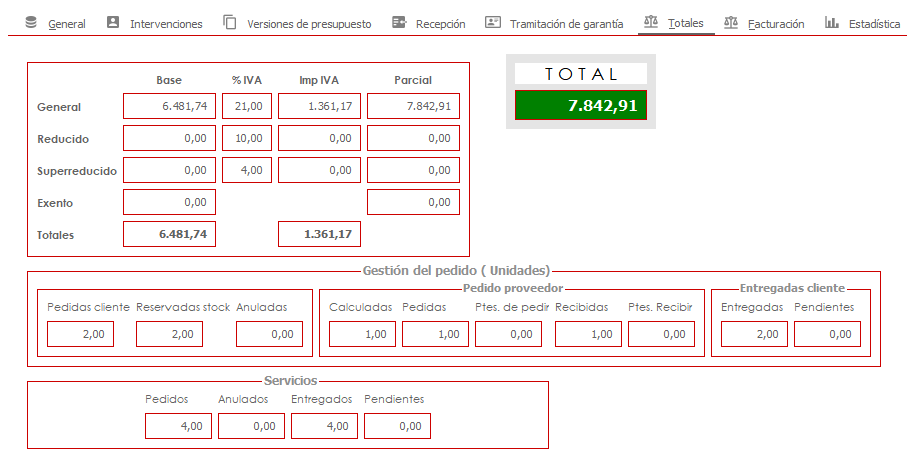 General Intervenciones Versiones de presupuesto Recepción Tramitación de garantía Totales Facturación Estadística
Base % IVA Imp IVA Parcial
General 6.481,74 21,00 1.361,17 7.842,91
Reducido 0,00 10,00 0,00 0,00
Superreducido 0,00 4,00 0,00 0,00
Exento 0,00 0,00
Totales 6.481,74 1.361,17
TOTAL
7.842,91
Gestión del pedido ( Unidades)
Pedidas cliente Reservadas stock Anuladas
2,00 2,00 0,00
Pedido proveedor
Calculadas Pedidas Ptes. de pedir Recibidas Ptes. Recibir
1,00 1,00 0,00 1,00 0,00
Entregadas cliente
Entregadas Pendientes
2,00 0,00
Servicios
Pedidos Anulados Entregados Pendientes
4,00 0,00 4,00 0,00